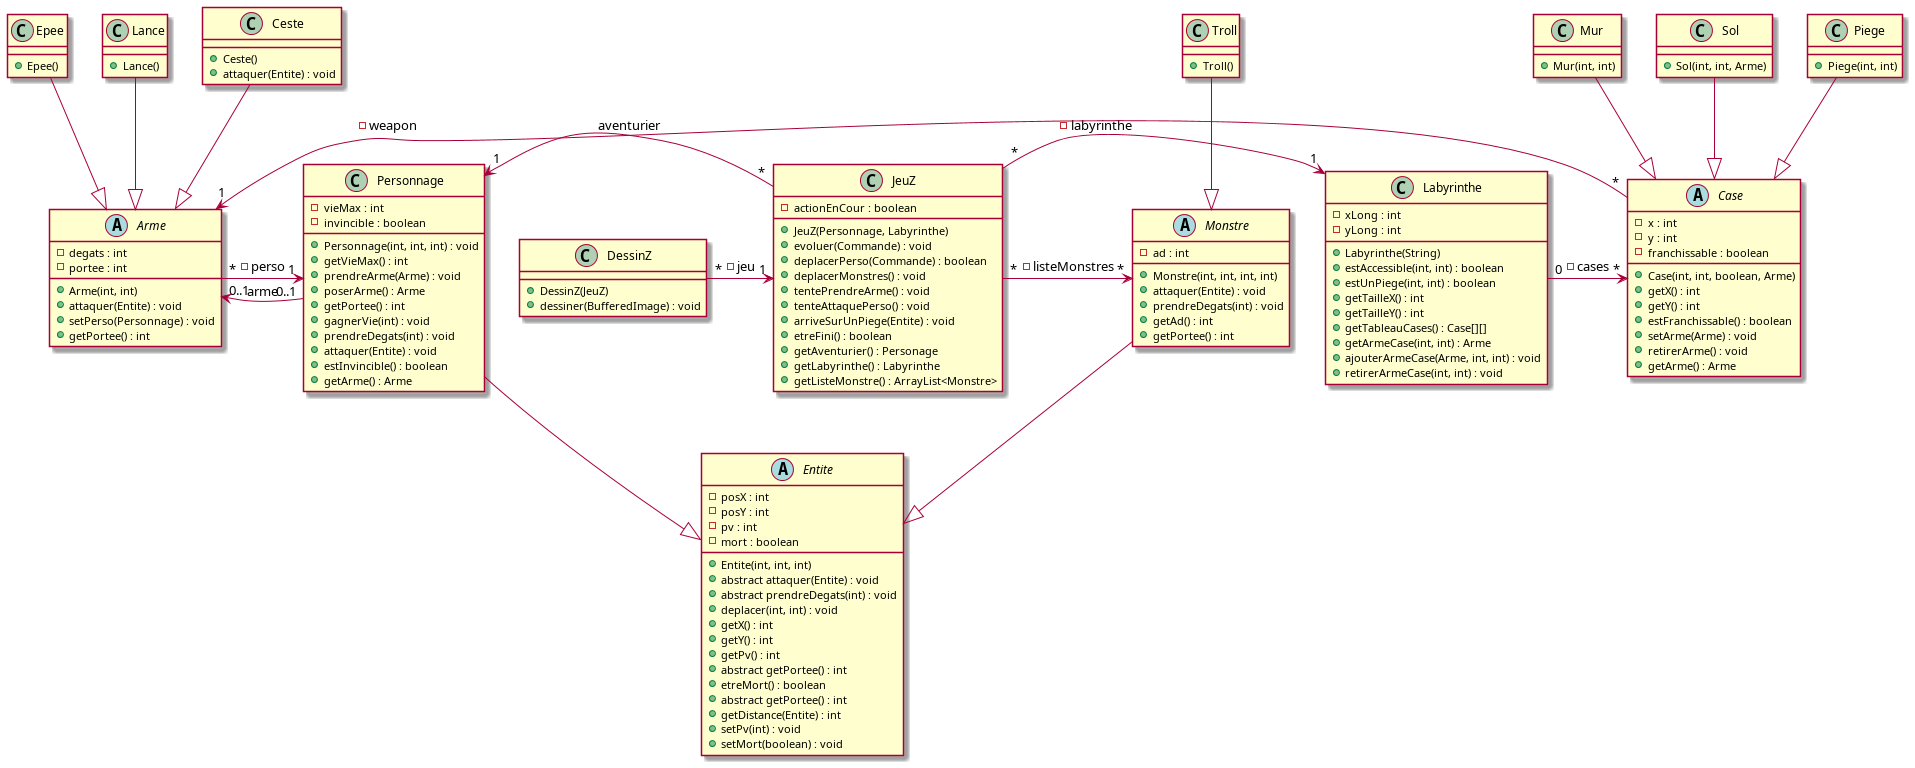 C Epee
Epee()
C Lance
Lance()
C Ceste
Ceste()
attaquer(Entite) : void
C Troll
Troll()
C Mur
Mur(int, int)
C Sol
Sol(int, int, Arme)
C Piege
Piege(int, int)
weapon
aventurier
labyrinthe
1
1
*
*
1
*
A Arme
degats : int
portee : int
Arme(int, int)
attaquer(Entite) : void
setPerso(Personnage) : void
getPortee() : int
* perso 1
0..1 arme 0..1
C Personnage
vieMax : int
invincible : boolean
Personnage(int, int, int) : void
getVieMax() : int
prendreArme(Arme) : void
poserArme() : Arme
getPortee() : int
gagnerVie(int) : void
prendreDegats(int) : void
attaquer(Entite) : void
estInvincible() : boolean
getArme() : Arme
C DessinZ
DessinZ(JeuZ)
dessiner(BufferedImage) : void
* jeu 1
C JeuZ
actionEnCour : boolean
JeuZ(Personnage, Labyrinthe)
evoluer(Commande) : void
deplacerPerso(Commande) : boolean
deplacerMonstres() : void
tentePrendreArme() : void
tenteAttaquePerso() : void
arriveSurUnPiege(Entite) : void
etreFini() : boolean
getAventurier() : Personage
getLabyrinthe() : Labyrinthe
getListeMonstre() : ArrayList<Monstre>
* listeMonstres *
A Monstre
ad : int
Monstre(int, int, int, int)
attaquer(Entite) : void
prendreDegats(int) : void
getAd() : int
getPortee() : int
C Labyrinthe
xLong : int
yLong : int
Labyrinthe(String)
estAccessible(int, int) : boolean
estUnPiege(int, int) : boolean
getTailleX() : int
getTailleY() : int
getTableauCases() : Case[][]
getArmeCase(int, int) : Arme
ajouterArmeCase(Arme, int, int) : void
retirerArmeCase(int, int) : void
0 cases *
A Case
x : int
y : int
franchissable : boolean
Case(int, int, boolean, Arme)
getX() : int
getY() : int
estFranchissable() : boolean
setArme(Arme) : void
retirerArme() : void
getArme() : Arme
A Entite
posX : int
posY : int
pv : int
mort : boolean
Entite(int, int, int)
abstract attaquer(Entite) : void
abstract prendreDegats(int) : void
deplacer(int, int) : void
getX() : int
getY() : int
getPv() : int
abstract getPortee() : int
etreMort() : boolean
abstract getPortee() : int
getDistance(Entite) : int
setPv(int) : void
setMort(boolean) : void